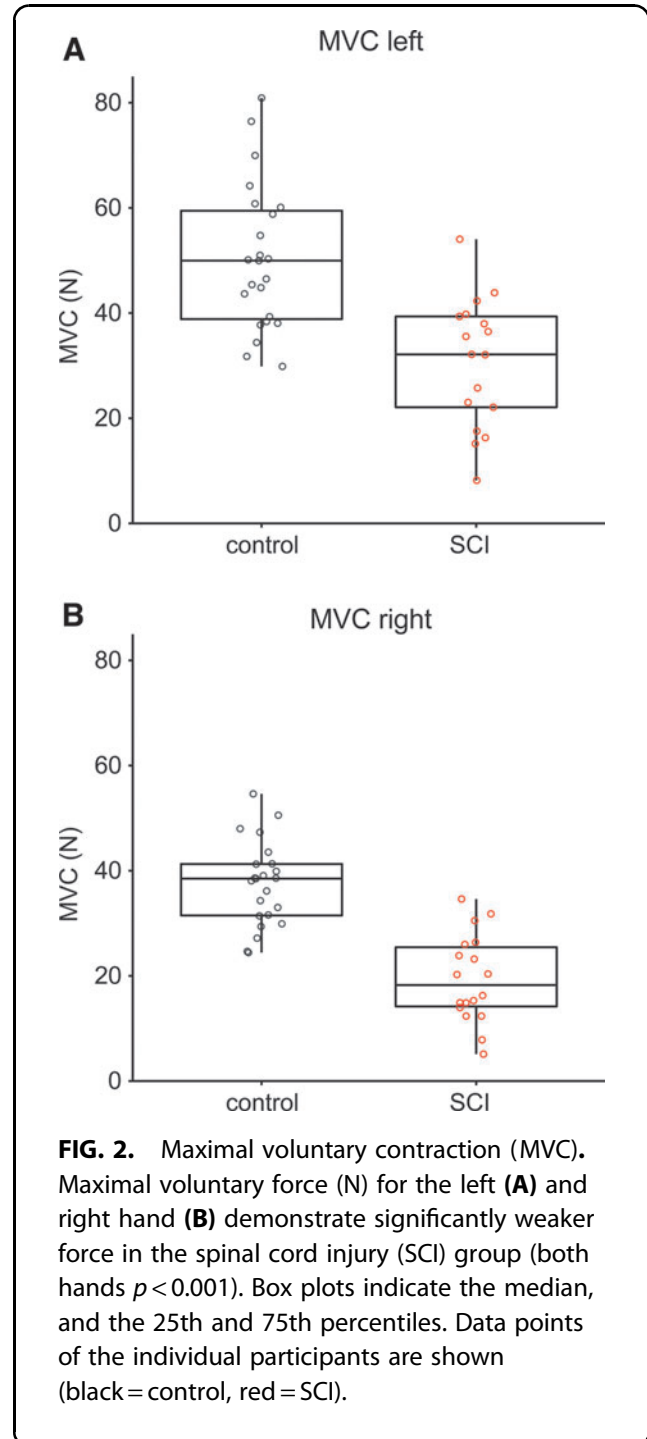 A
MVC left
80
60
40
20
0
MVC (N)
control SCI
B
MVC right
80
60
40
20
0
MVC (N)
control SCI
FIG. 2. Maximal voluntary contraction (MVC).
Maximal voluntary force (N) for the left (A) and
right hand (B) demonstrate significantly weaker
force in the spinal cord injury (SCI) group (both
hands p < 0.001). Box plots indicate the median,
and the 25th and 75th percentiles. Data points
of the individual participants are shown
(black = control, red = SCI).